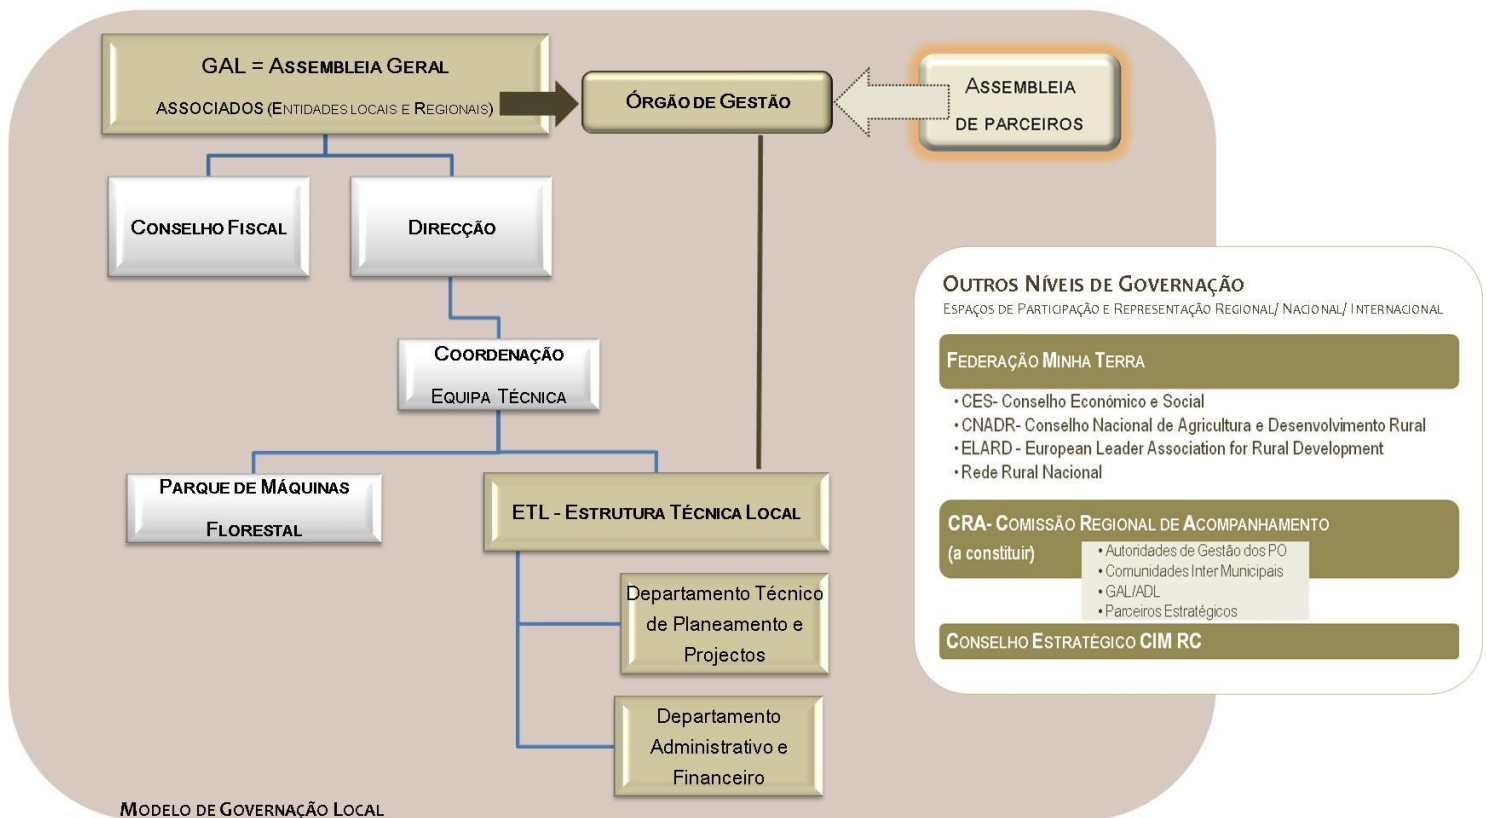 GAL = ASSEMBLEIA GERAL
ASSOCIADOS (ENTIDADES LOCAIS E REGIONAIS)
ÓRGÃO DE GESTÃO
ASSEMBLEIA
DE PARCEIROS
CONSELHO FISCAL
DIRECÇÃO
COORDENAÇÃO
EQUIPA TÉCNICA
PARQUE DE MÁQUINAS
FLORESTAL
ETL - ESTRUTURA TÉCNICA LOCAL
Departamento Técnico
de Planeamento e
Projectos
Departamento
Administrativo e
Financeiro
MODELO DE GOVERNAÇÃO LOCAL
OUTROS NÍVEIS DE GOVERNAÇÃO
ESPAÇOS DE PARTICIPAÇÃO E REPRESENTAÇÃO REGIONAL/ NACIONAL/ INTERNACIONAL
FEDERAÇÃO MINHA TERRA
• CES- Conselho Económico e Social
• CNADR- Conselho Nacional de Agricultura e Desenvolvimento Rural
• ELARD - European Leader Association for Rural Development
• Rede Rural Nacional
CRA- COMISSÃO REGIONAL DE ACOMPANHAMENTO
(a constituir)
• Autoridades de Gestão dos PO
• Comunidades Inter Municipais
• GAL/ADL
• Parceiros Estratégicos
CONSELHO ESTRATÉGICO CIM RC